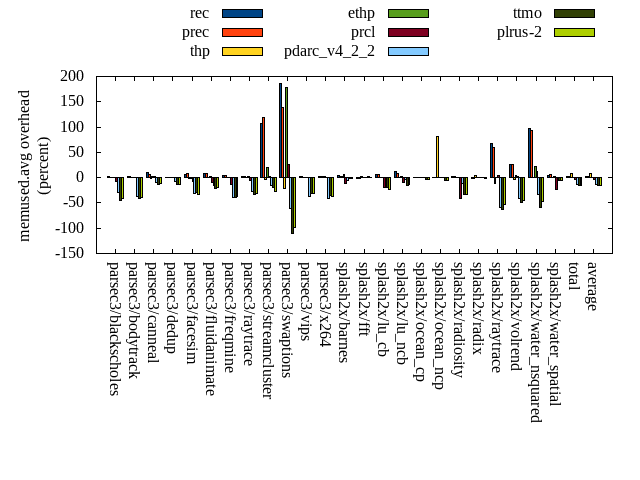 rec ethp ttmo
prec prcl plrus-2
thp pdarc_v4_2_2
memused.avg overhead
(percent)
200
150
100
50
0
-50
-100
-150
parsec3/blackscholes
parsec3/bodytrack
parsec3/canneal
parsec3/dedup
parsec3/facesim
parsec3/fluidanimate
parsec3/freqmine
parsec3/raytrace
parsec3/streamcluster
parsec3/swaptions
parsec3/vips
parsec3/x264
splash2x/barnes
splash2x/fft
splash2x/lu_cb
splash2x/lu_ncb
splash2x/ocean_cp
splash2x/ocean_ncp
splash2x/radiosity
splash2x/radix
splash2x/raytrace
splash2x/volrend
splash2x/water_nsquared
splash2x/water_spatial
total
average